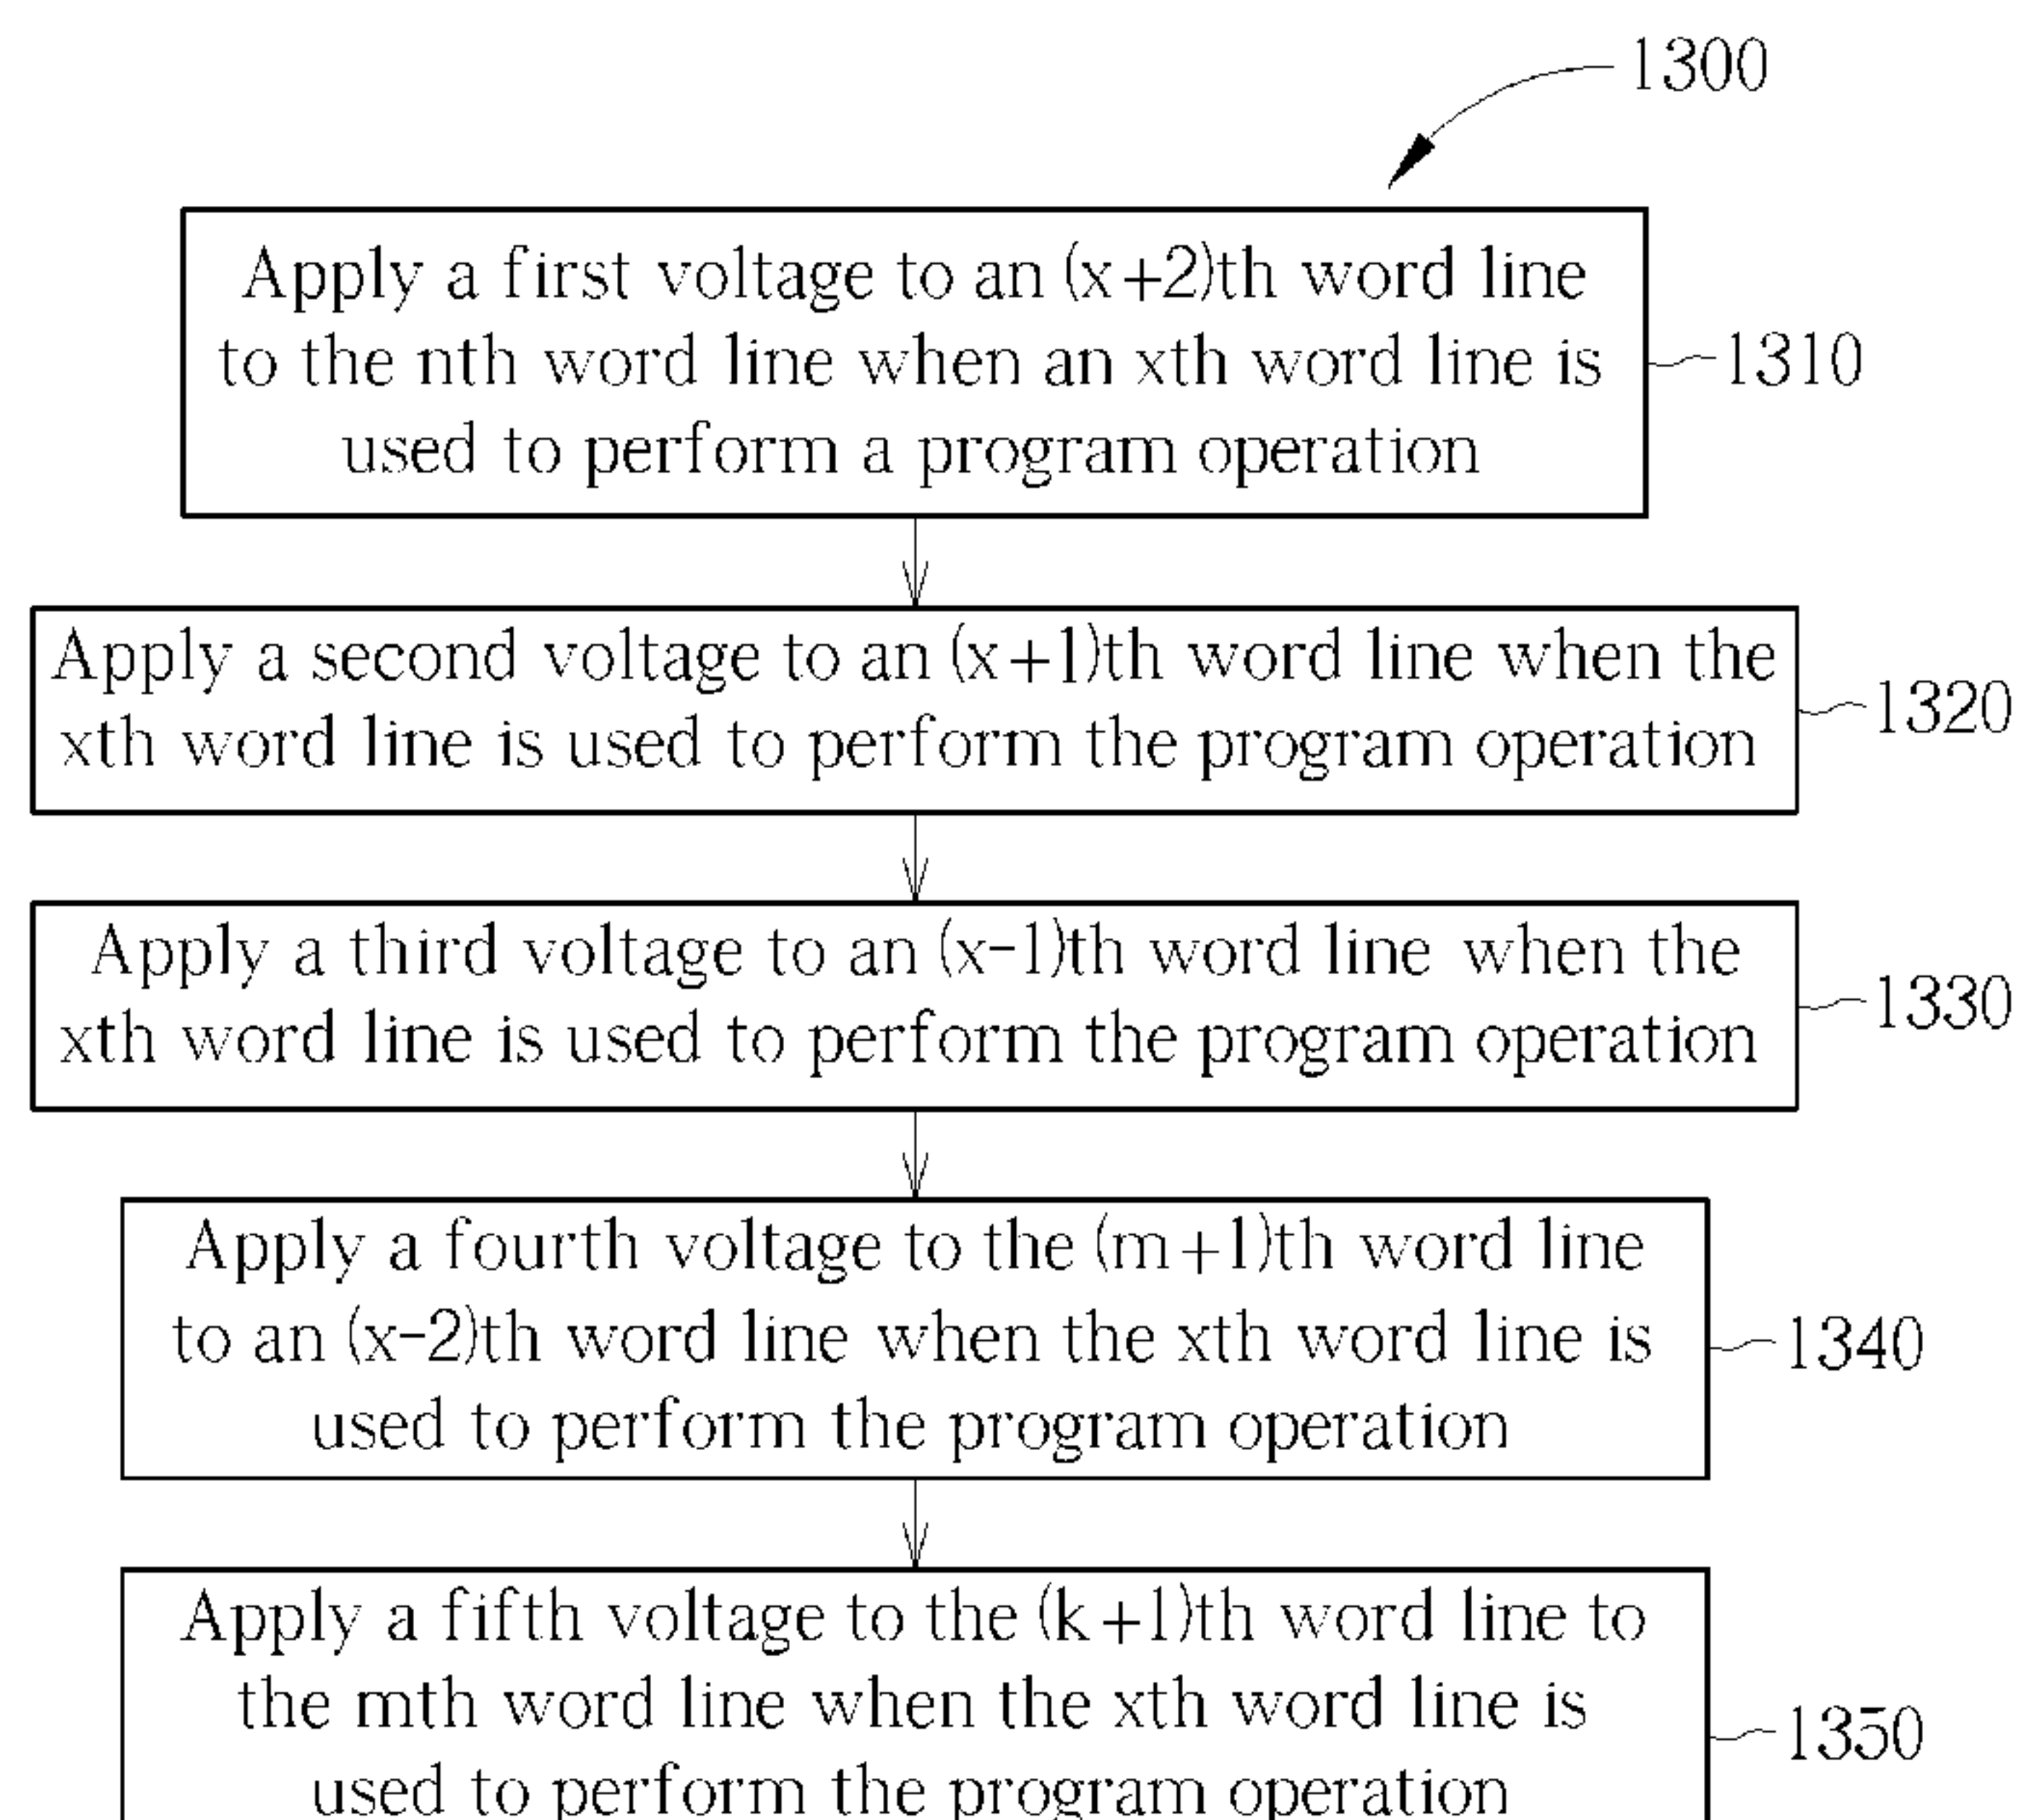 1300
Apply a first voltage to an (x+2)th word line
to the nth word line when an xth word line is
used to perform a program operation
1310
Apply a second voltage to an (x+1)th word line when the
xth word line is used to perform the program operation
1320
Apply a third voltage to an (x-1)th word line when the
xth word line is used to perform the program operation
1330
Apply a fourth voltage to the (m+1)th word line
to an (x-2)th word line when the xth word line is
used to perform the program operation
1340
Apply a fifth voltage to the (k+1)th word line to
the mth word line when the xth word line is
used to perform the program operation
1350